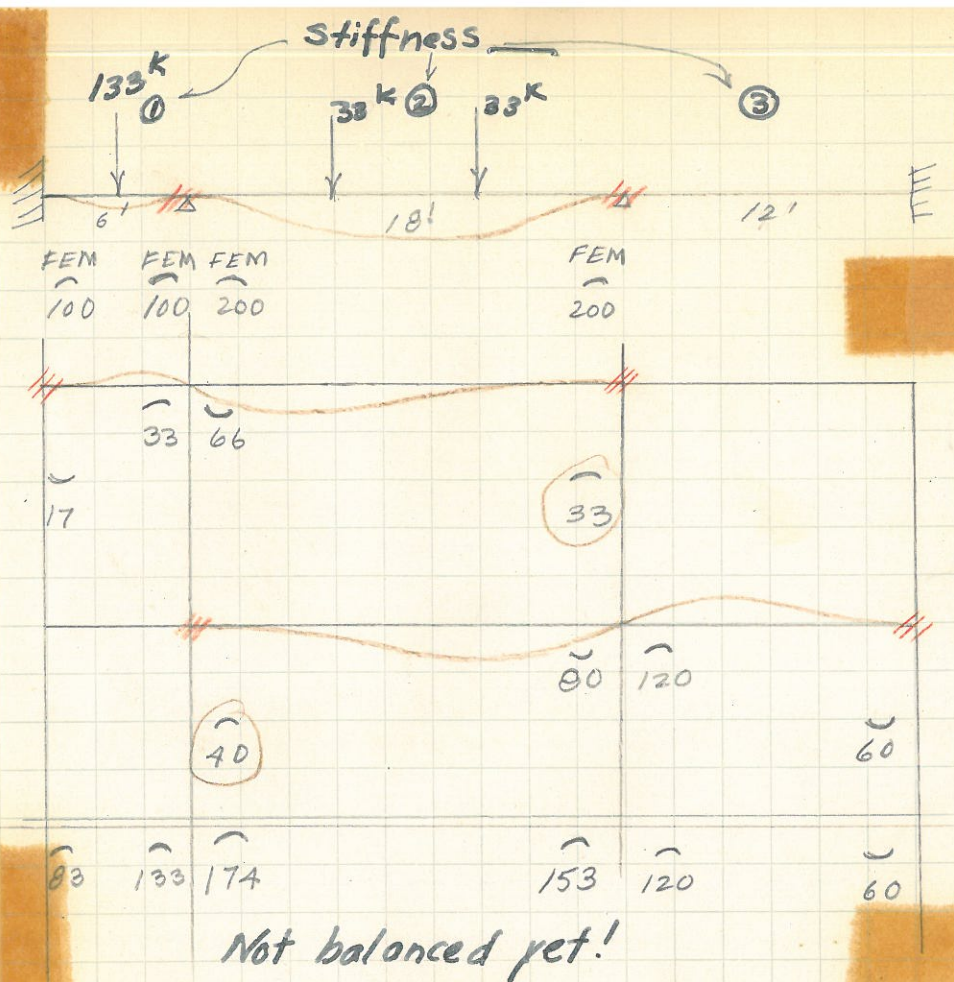 Stiffness
133K ① 33K ② 33K ③
6' 18' 12'
FEM FEM FEM FEM
100 100 200 200
33 66
17 33
80 120
40 60
83 133 174 153 120 60
Not balanced yet!